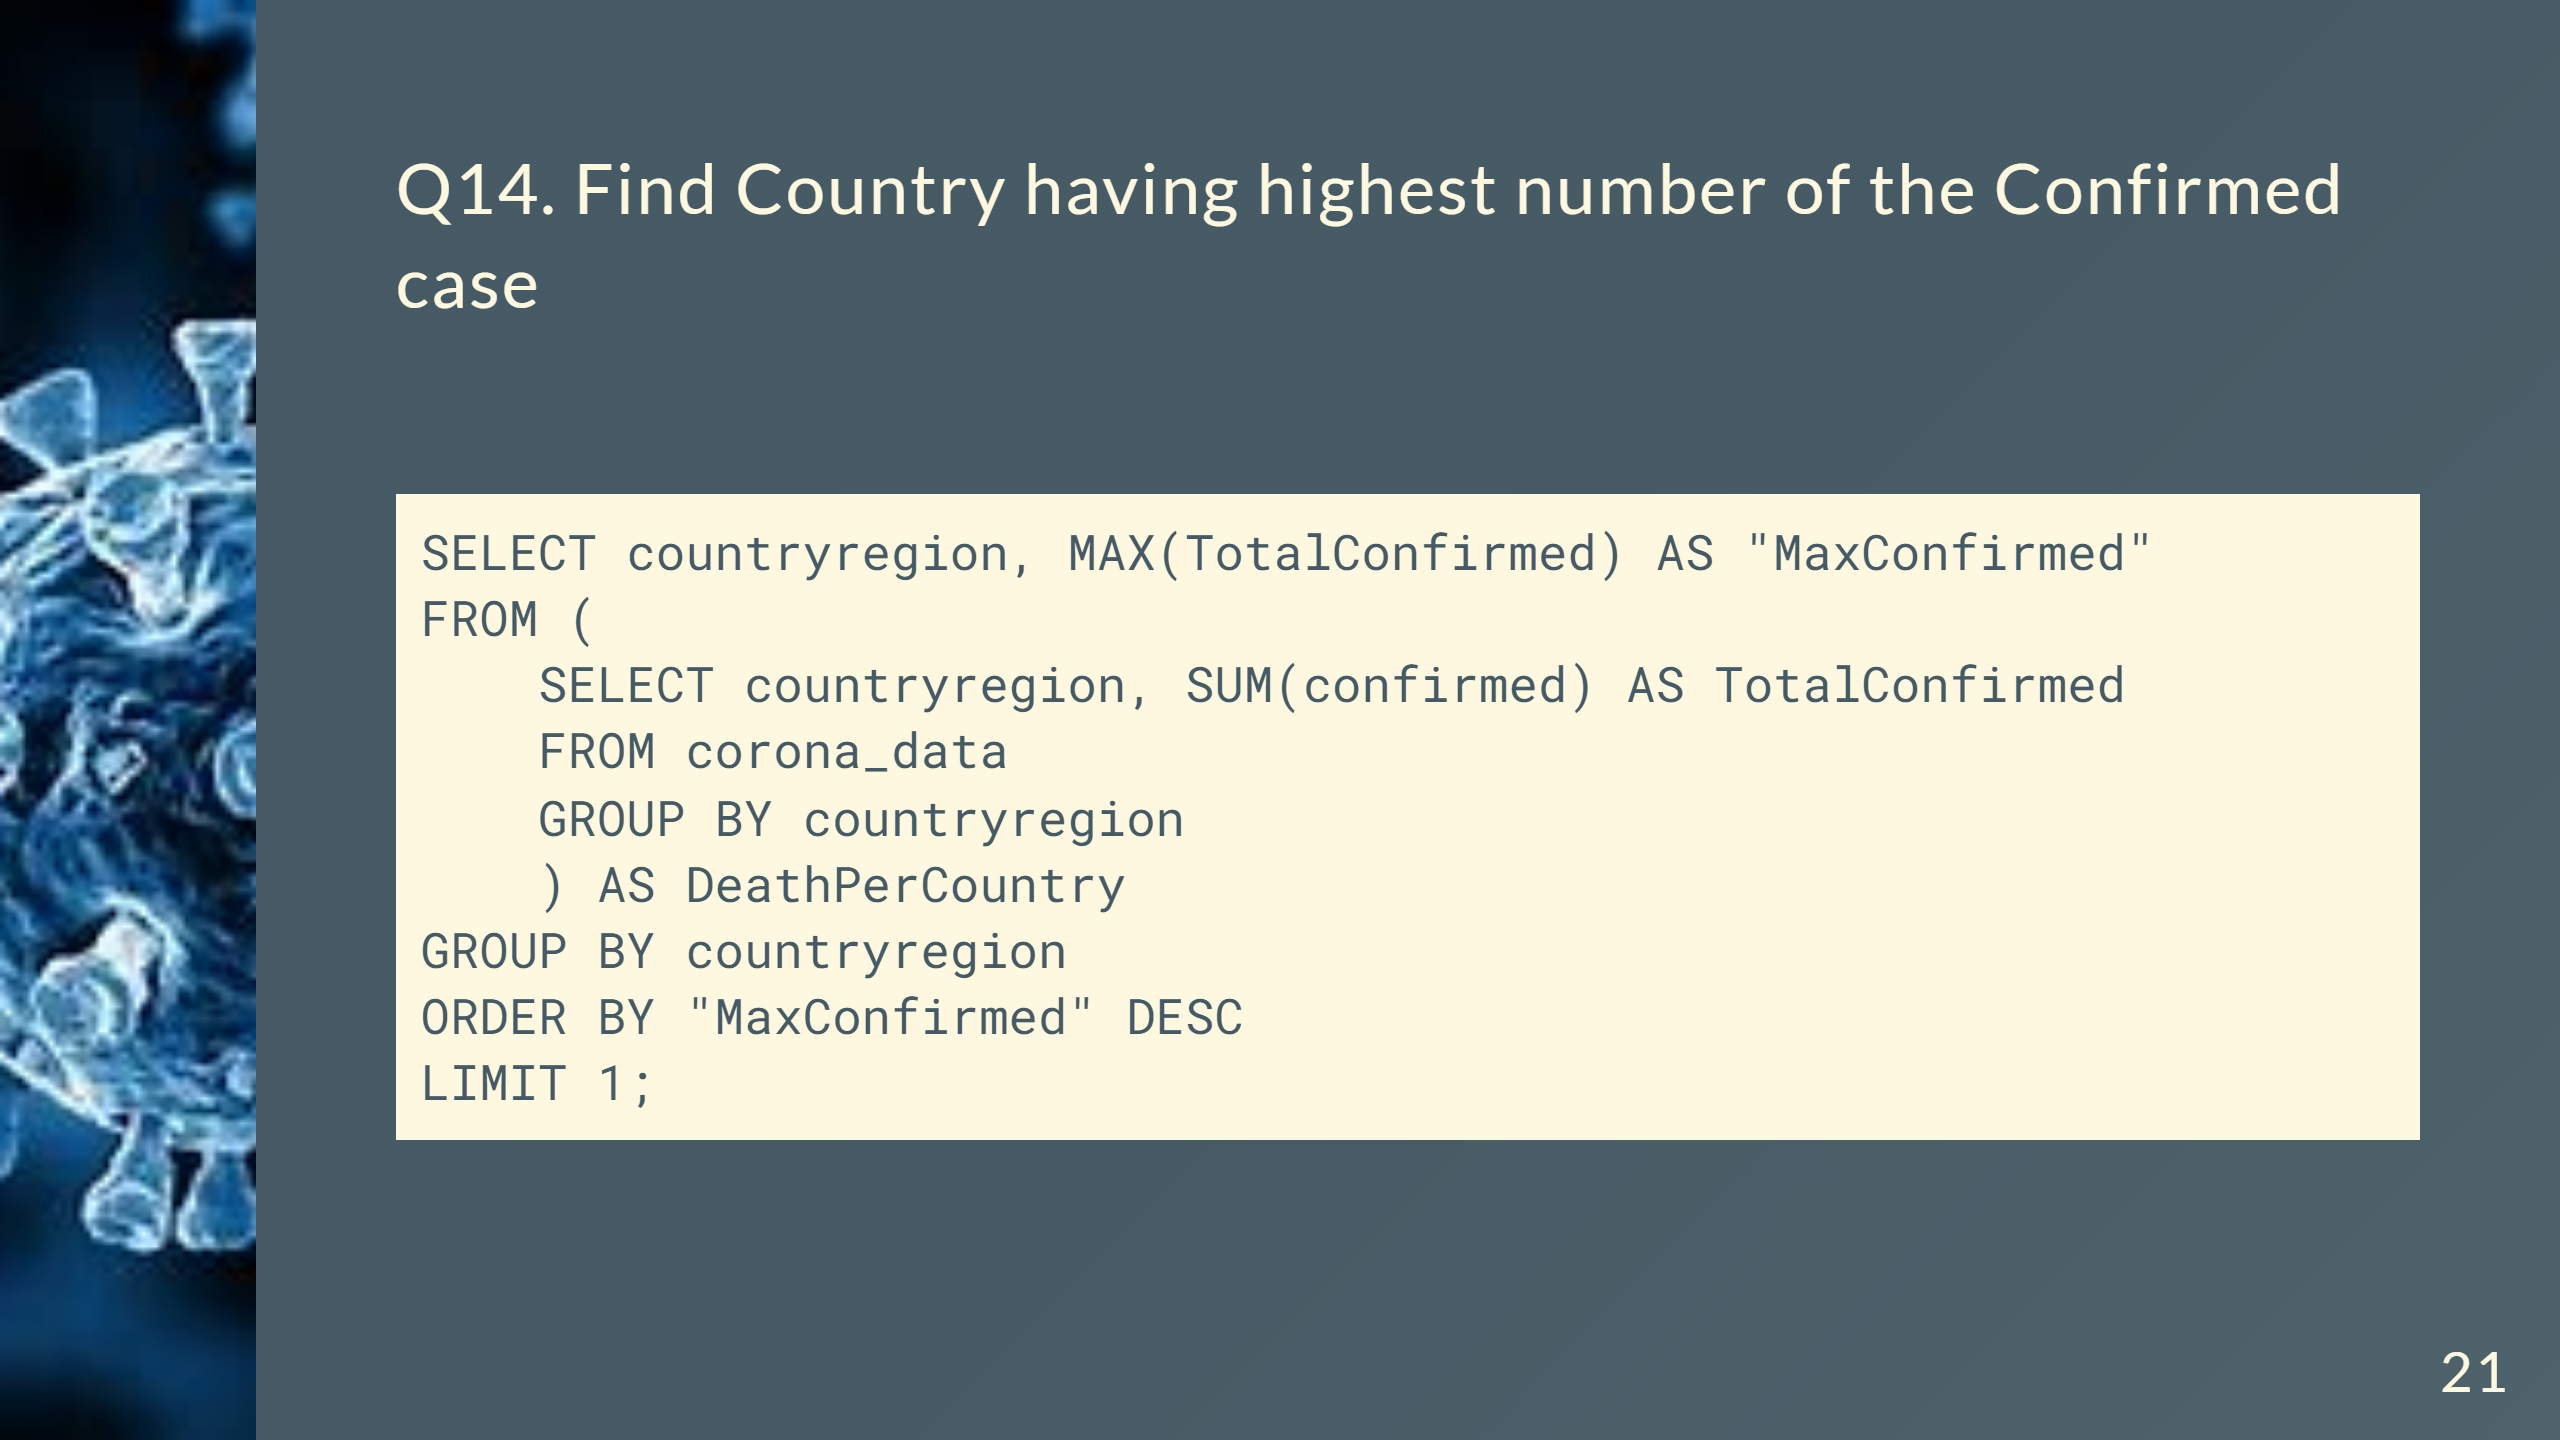 Q14. Find Country having highest number of the Confirmed
case
SELECT countryregion, MAX(TotalConfirmed) AS "MaxConfirmed"
FROM (
    SELECT countryregion, SUM(confirmed) AS TotalConfirmed
    FROM corona_data
    GROUP BY countryregion
    ) AS DeathPerCountry
GROUP BY countryregion
ORDER BY "MaxConfirmed" DESC
LIMIT 1;
21